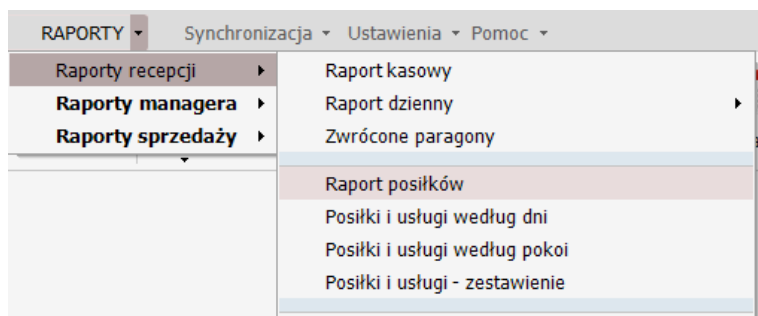 RAPORTY Synchronizacja Ustawienia Pomoc
Raporty recepcji
Raporty managera
Raporty sprzedaży
Raport kasowy
Raport dzienny
Zwrócone paragony
Raport posiłków
Posiłki i usługi według dni
Posiłki i usługi według pokoi
Posiłki i usługi - zestawienie